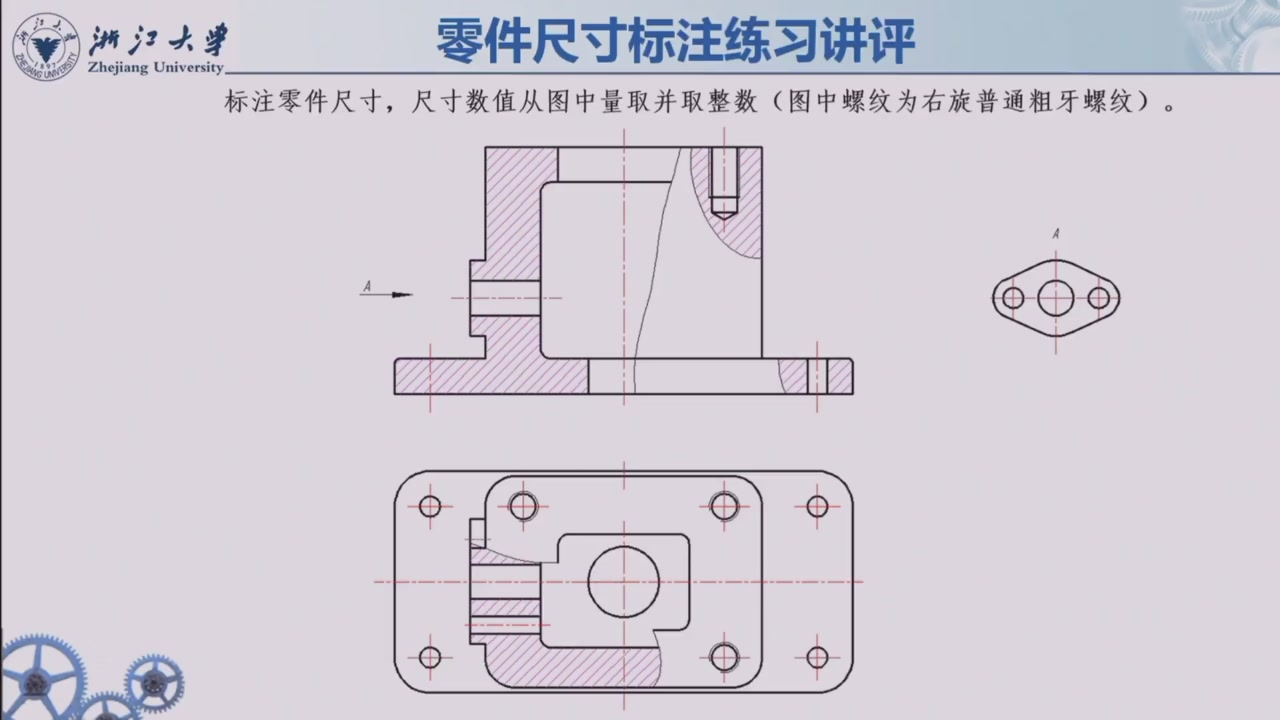 浙江大学
Zhejiang University
零件尺寸标注练习讲评
标注零件尺寸，尺寸数值从图中量取并取整数（图中螺纹为右旋普通粗牙螺纹）。
A
A